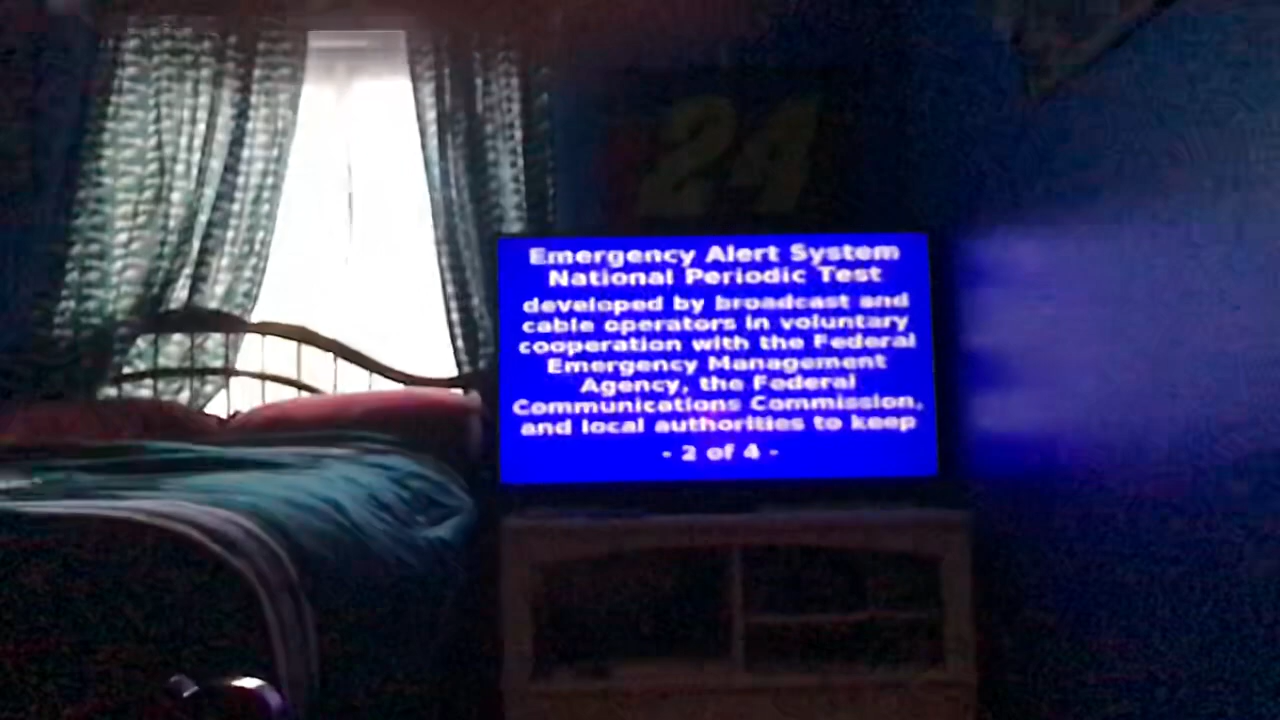 24
Emergency Alert System
National Periodic Test
developed by broadcast and
cable operators in voluntary
cooperation with the Federal
Emergency Management
Agency, the Federal
Communications Commission,
and local authorities to keep
- 2 of 4 -